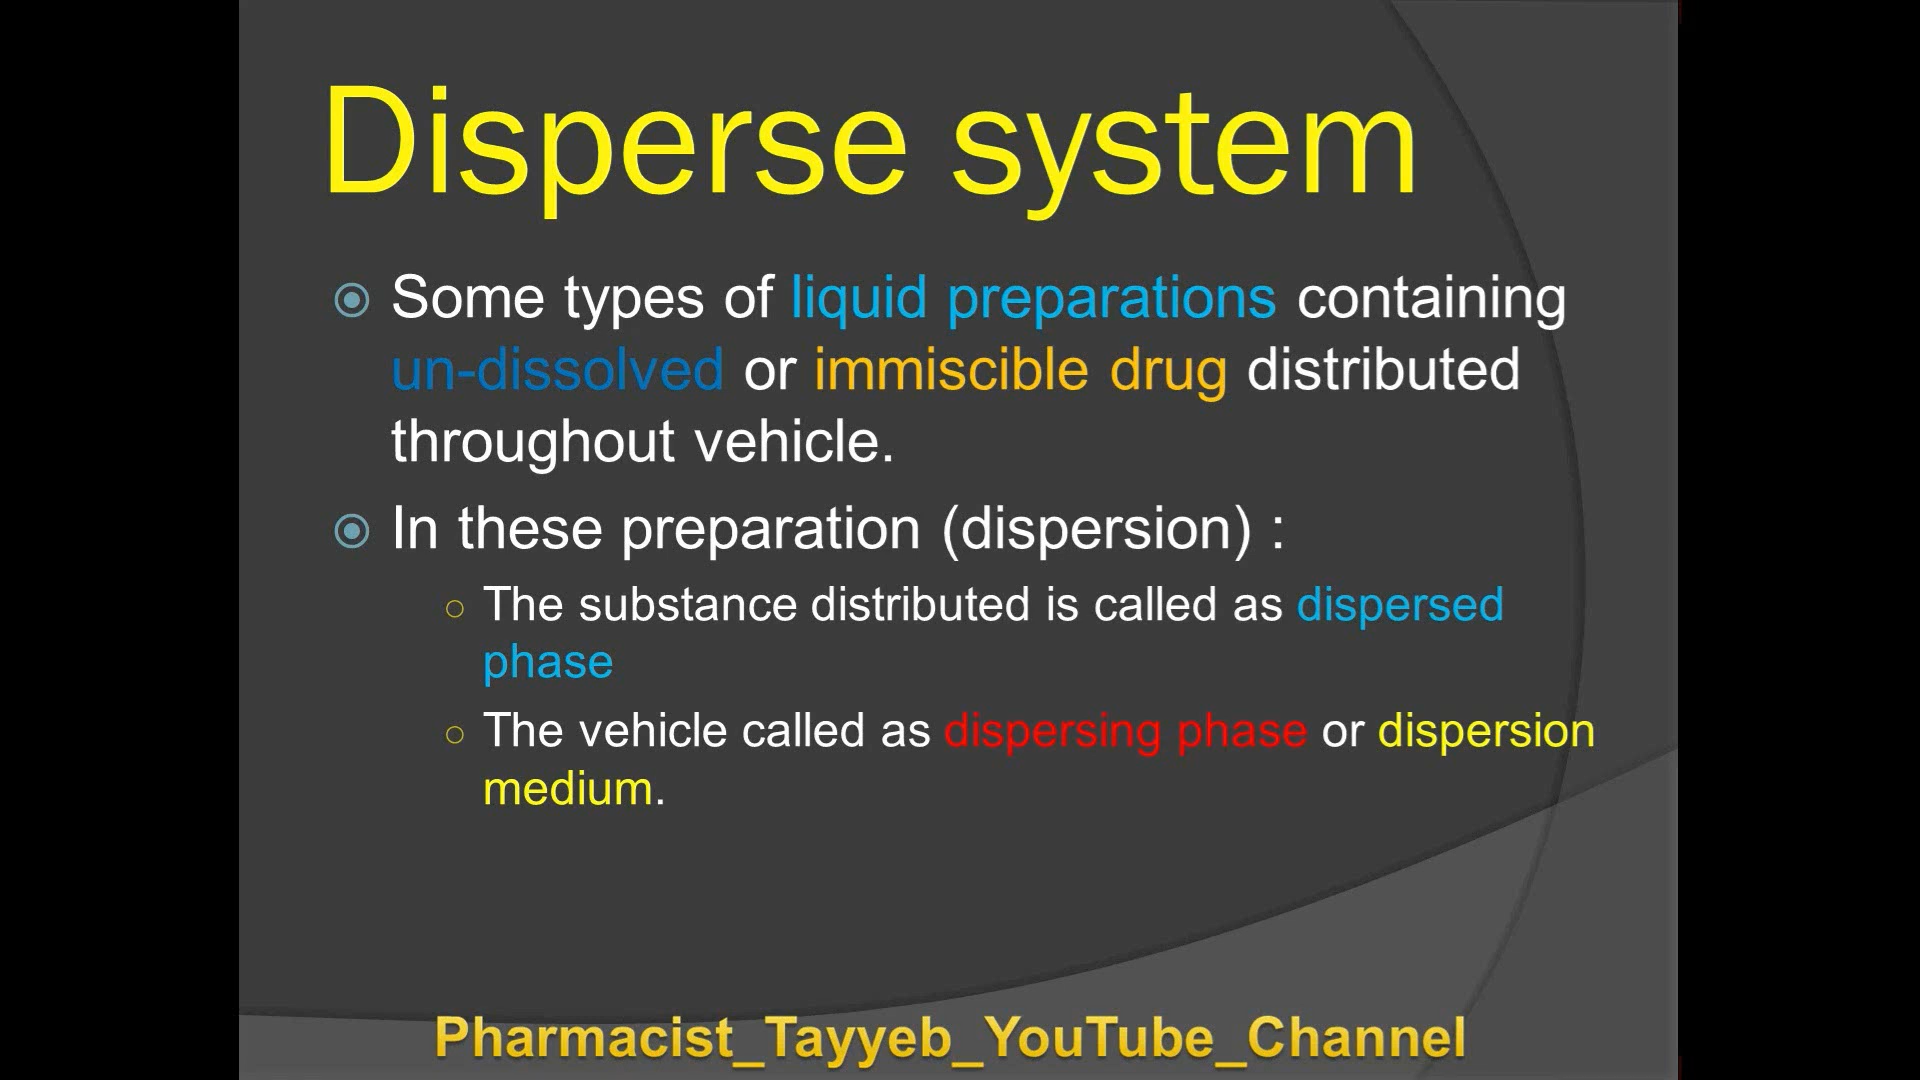 Disperse system
Some types of liquid preparations containing
un-dissolved or immiscible drug distributed
throughout vehicle.
In these preparation (dispersion) :
The substance distributed is called as dispersed
phase
The vehicle called as dispersing phase or dispersion
medium.
Pharmacist_Tayyeb_YouTube_Channel